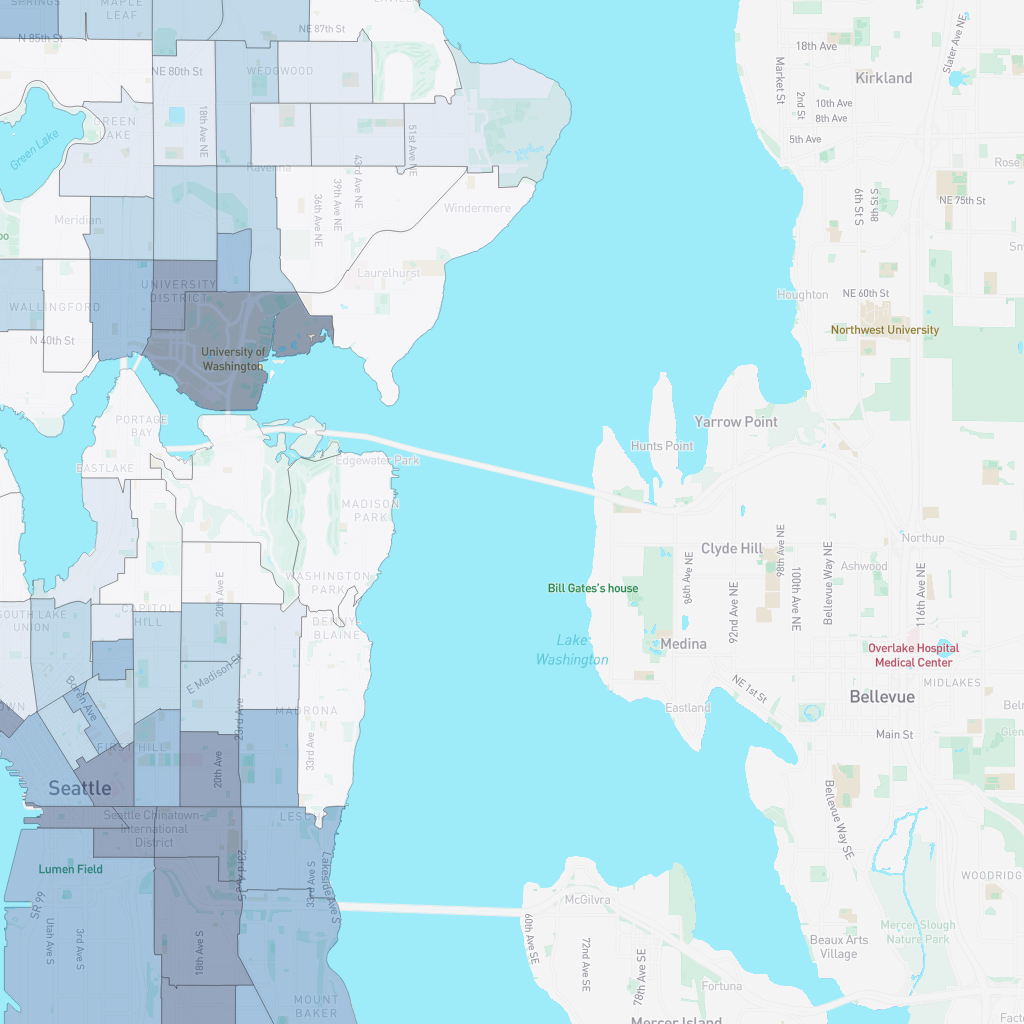 SPRINGS
MAPLE
LEAF
N 85th St
NE 87th St
NE 80th St
WEDGWOOD
GREEN
LAKE
Green Lake
18th Ave NE
51st Ave NE
43rd Ave NE
39th Ave NE
36th Ave NE
Ravenna
Windermere
Meridian
Laurelhurst
UNIVERSITY
DISTRICT
WALLINGFORD
N 40th St
University of
Washington
PORTAGE
BAY
EASTLAKE
Edgewater Park
MADISON
PARK
WASHINGTON
PARK
20th Ave E
SOUTH LAKE
UNION
CAPITOL
HILL
DENNY-
BLAINE
E Madison St
Boren Ave
23rd Ave
MADRONA
33rd Ave
FIRST HILL
20th Ave
Seattle
Seattle Chinatown-
International
District
LES
Lumen Field
23rd Ave S
33rd Ave S
Lakeside Ave S
SR 99
Utah Ave S
3rd Ave S
18th Ave S
MOUNT
BAKER
Lake
Washington
18th Ave
Market St
Slater Ave NE
Kirkland
2nd St
10th Ave
8th Ave
5th Ave
6th St S
8th St S
NE 75th St
Houghton
NE 60th St
Northwest University
Yarrow Point
Hunts Point
Clyde Hill
Northup
Ashwood
98th Ave NE
100th Ave NE
Bellevue Way NE
116th Ave NE
86th Ave NE
92nd Ave NE
Bill Gates's house
Medina
Overlake Hospital
Medical Center
MIDLAKES
Bellevue
NE 1st St
Eastland
Main St
Bellevue Way SE
WOODRIDG
McGilvra
60th Ave SE
72nd Ave SE
78th Ave SE
Beaux Arts
Village
Mercer Slough
Nature Park
Fortuna
Mercer Island